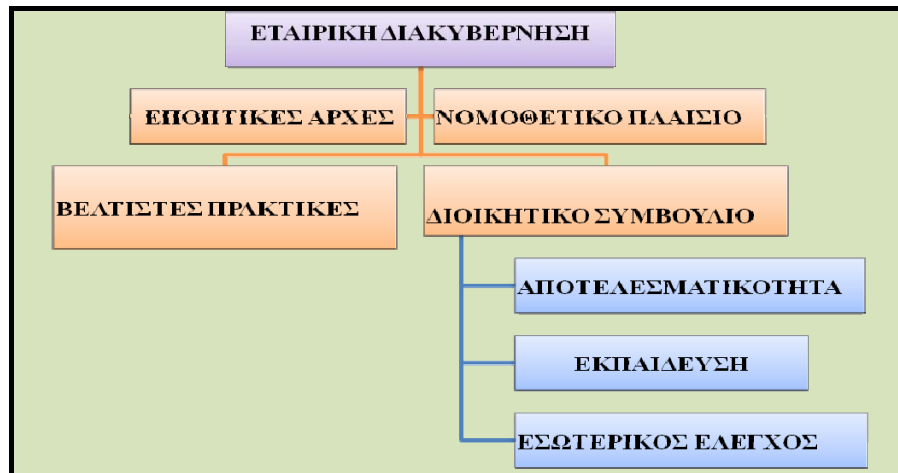 ΕΤΑΙΡΙΚΗ ΔΙΑΚΥΒΕΡΝΗΣΗ
ΕΠΟΠΤΙΚΕΣ ΑΡΧΕΣ
ΝΟΜΟΘΕΤΙΚΟ ΠΛΑΙΣΙΟ
ΒΕΛΤΙΣΤΕΣ ΠΡΑΚΤΙΚΕΣ
ΔΙΟΙΚΗΤΙΚΟ ΣΥΜΒΟΥΛΙΟ
ΑΠΟΤΕΛΕΣΜΑΤΙΚΟΤΗΤΑ
ΕΚΠΑΙΔΕΥΣΗ
ΕΣΩΤΕΡΙΚΟΣ ΕΛΕΓΧΟΣ